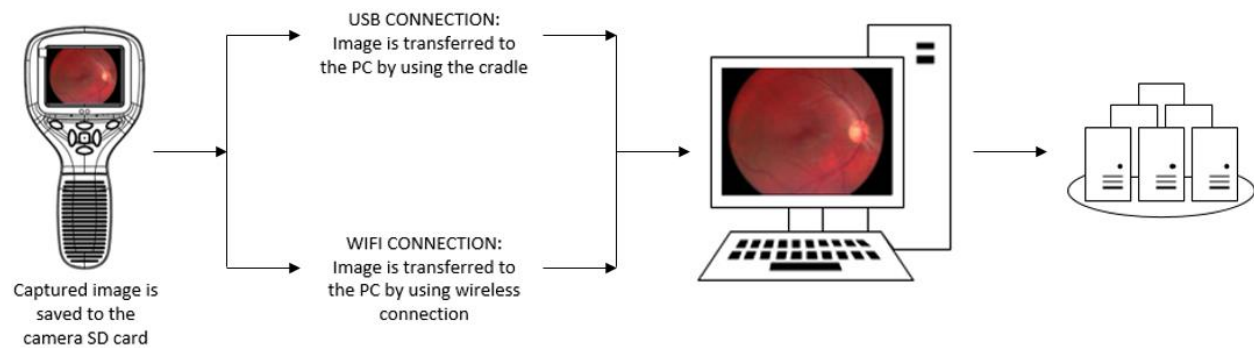 USB CONNECTION:
Image is transferred to
the PC by using the cradle
WIFI CONNECTION:
Image is transferred to
the PC by using wireless
connection
Captured image is
saved to the
camera SD card